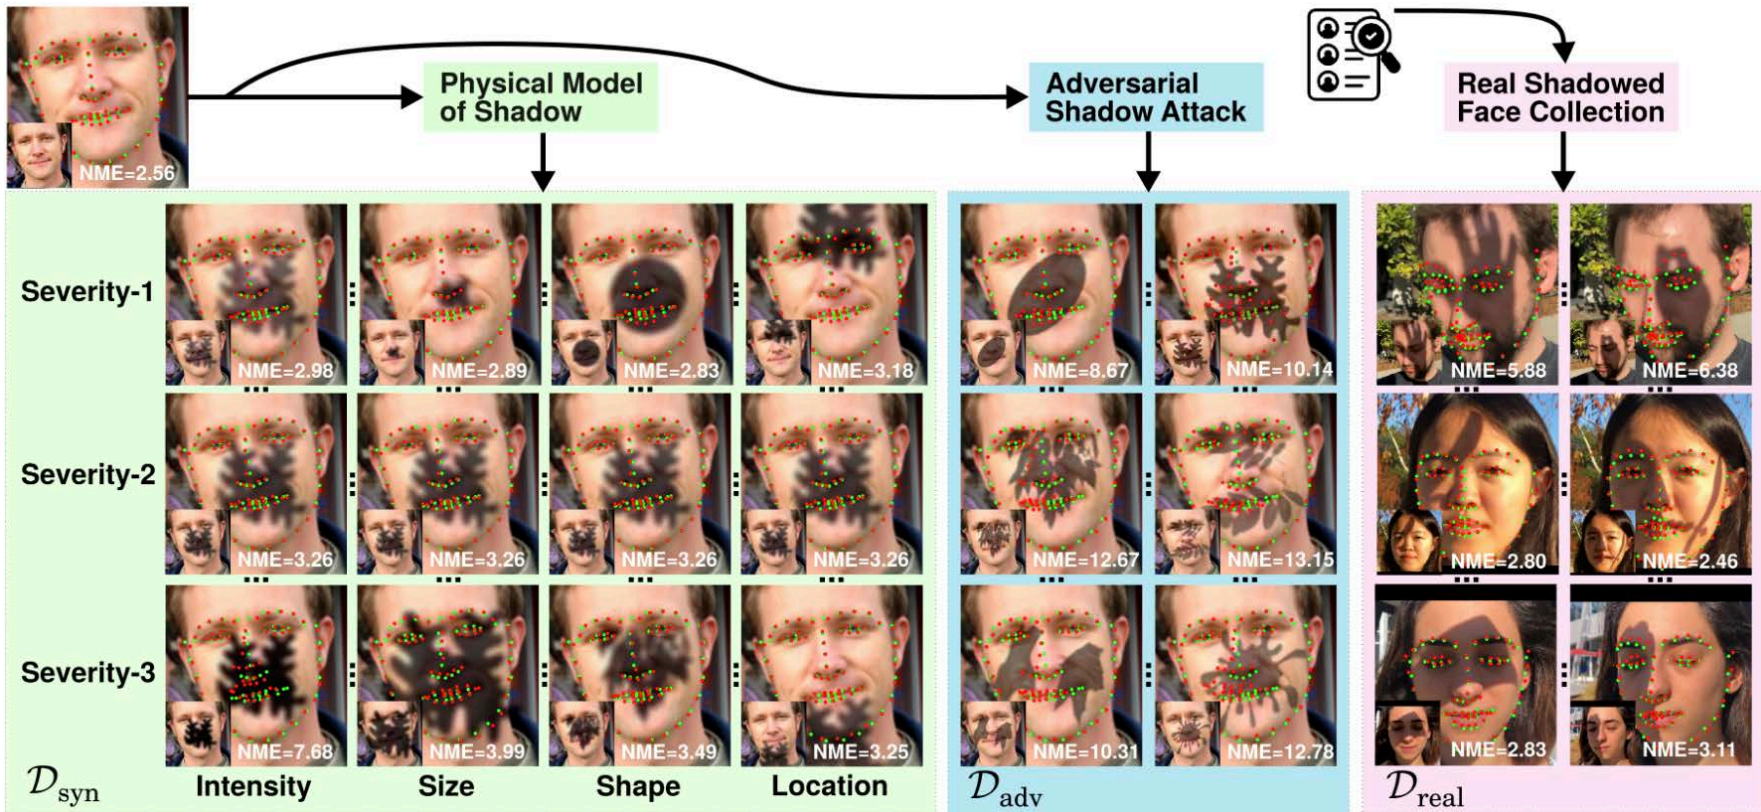 Physical Model
of Shadow
Adversarial
Shadow Attack
Real Shadowed
Face Collection
NME=2.56
Severity-1
NME=2.98
NME=2.89
NME=2.83
NME=3.18
NME=8.67
NME=10.14
NME=5.88
NME=6.38
Severity-2
NME=3.26
NME=3.26
NME=3.26
NME=3.26
NME=12.67
NME=13.15
NME=2.80
NME=2.46
Severity-3
NME=7.68
NME=3.99
NME=3.49
NME=3.25
NME=10.31
NME=12.78
NME=2.83
NME=3.11
𝒟syn
Intensity
Size
Shape
Location
𝒟adv
𝒟real